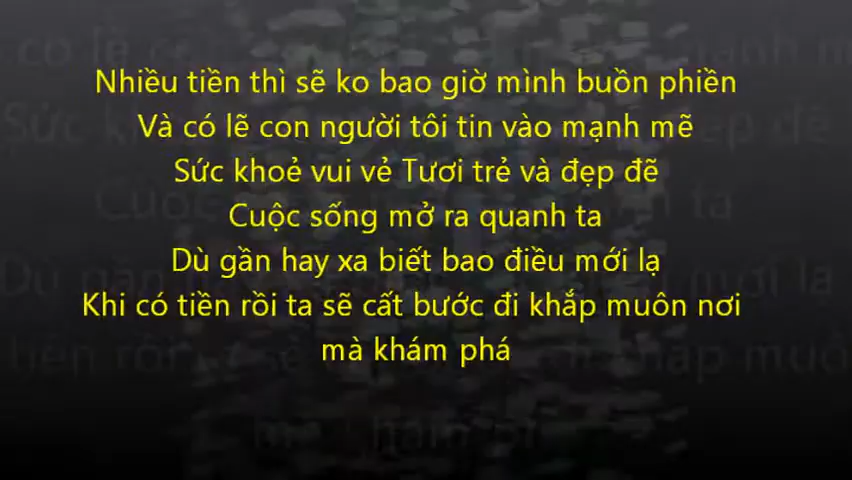 Nhiều tiền thì sẽ ko bao giờ mình buồn phiền
Và có lẽ con người tôi tin vào mạnh mẽ
Sức khoẻ vui vẻ Tươi trẻ và đẹp đẽ
Cuộc sống mở ra quanh ta
Dù gần hay xa biết bao điều mới lạ
Khi có tiền rồi ta sẽ cất bước đi khắp muôn nơi
mà khám phá